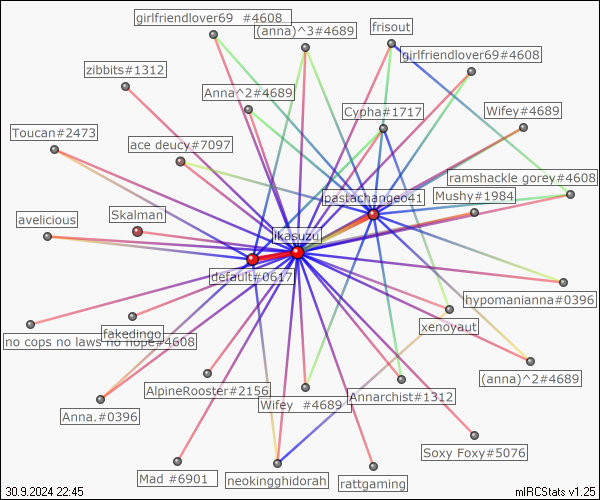 girlfriendlover69  #4608
(anna)^3#4689
frisout
girlfriendlover69#4608
zibbits#1312
Anna^2#4689
Cypha#1717
Wifey#4689
Toucan#2473
ace deucy#7097
ramshackle gorey#4608
pastachangeo41
Mushy#1984
avelicious
Skalman
ikasuzu
default#0617
hypomanianna#0396
fakedingo
xenoyaut
no cops no laws no hope#4608
(anna)^2#4689
AlpineRooster#2156
Annarchist#1312
Wifey  #4689
Anna.#0396
Soxy Foxy#5076
Mad #6901
neokingghidorah
rattgaming
30.9.2024 22:45
mIRCStats v1.25